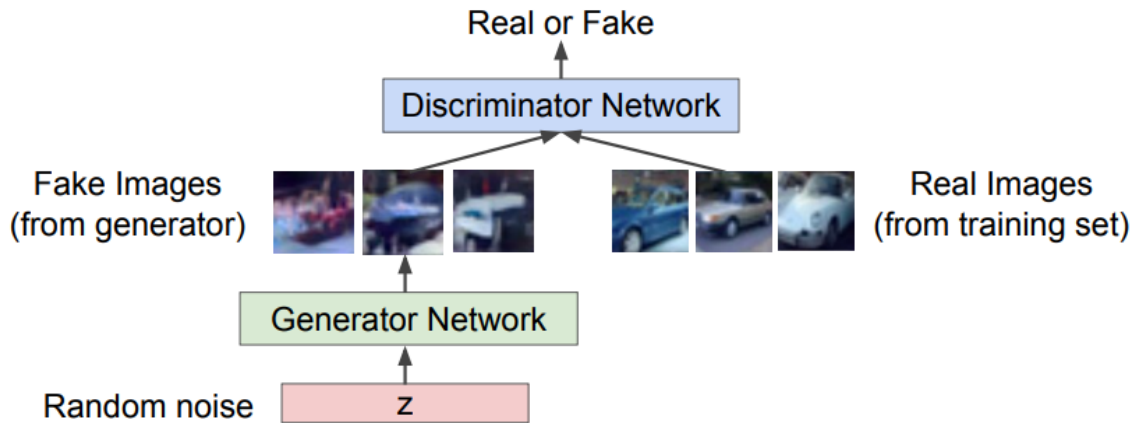 Real or Fake
Discriminator Network
Fake Images
(from generator)
Real Images
(from training set)
Generator Network
Random noise
z